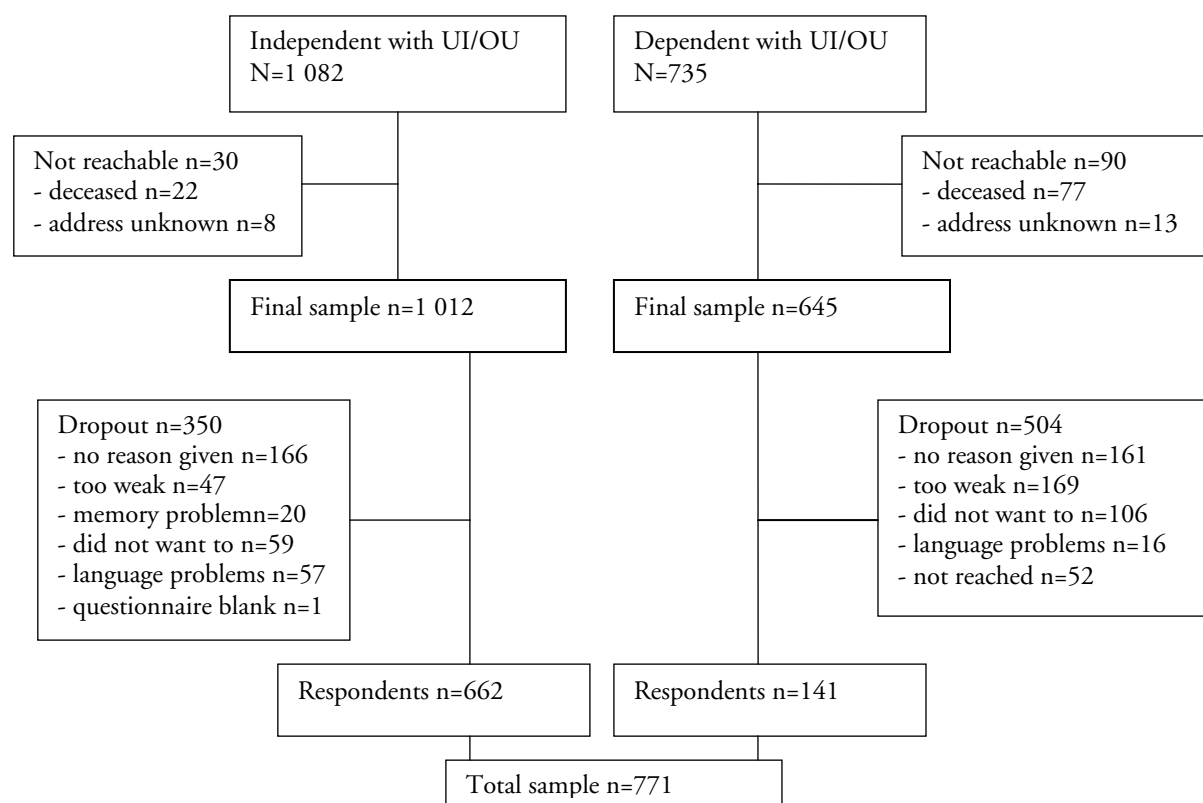 Independent with UI/OU
N=1 082
Dependent with UI/OU
N=735
Not reachable n=30
- deceased n=22
- address unknown n=8
Not reachable n=90
- deceased n=77
- address unknown n=13
Final sample n=1 012
Final sample n=645
Dropout n=350
- no reason given n=166
- too weak n=47
- memory problemn=20
- did not want to n=59
- language problems n=57
- questionnaire blank n=1
Dropout n=504
- no reason given n=161
- too weak n=169
- did not want to n=106
- language problems n=16
- not reached n=52
Respondents n=662
Respondents n=141
Total sample n=771